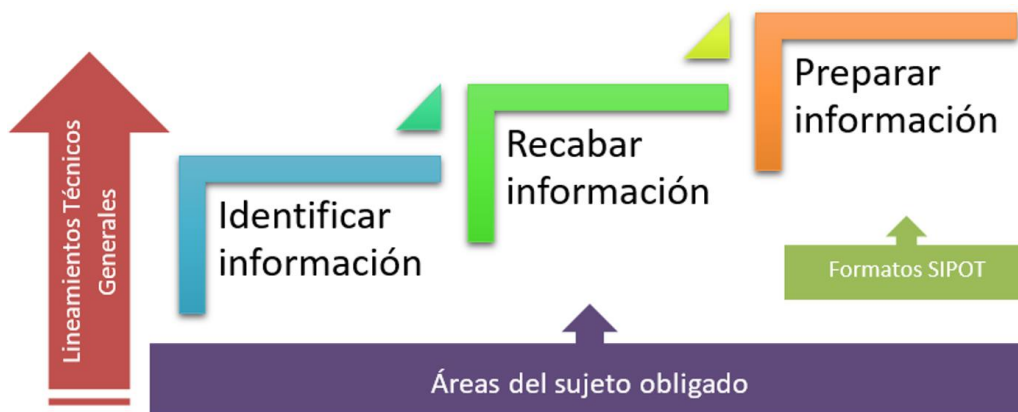 Lineamientos Técnicos
Generales
Identificar
información
Recabar
información
Preparar
información
Formatos SIPOT
Áreas del sujeto obligado